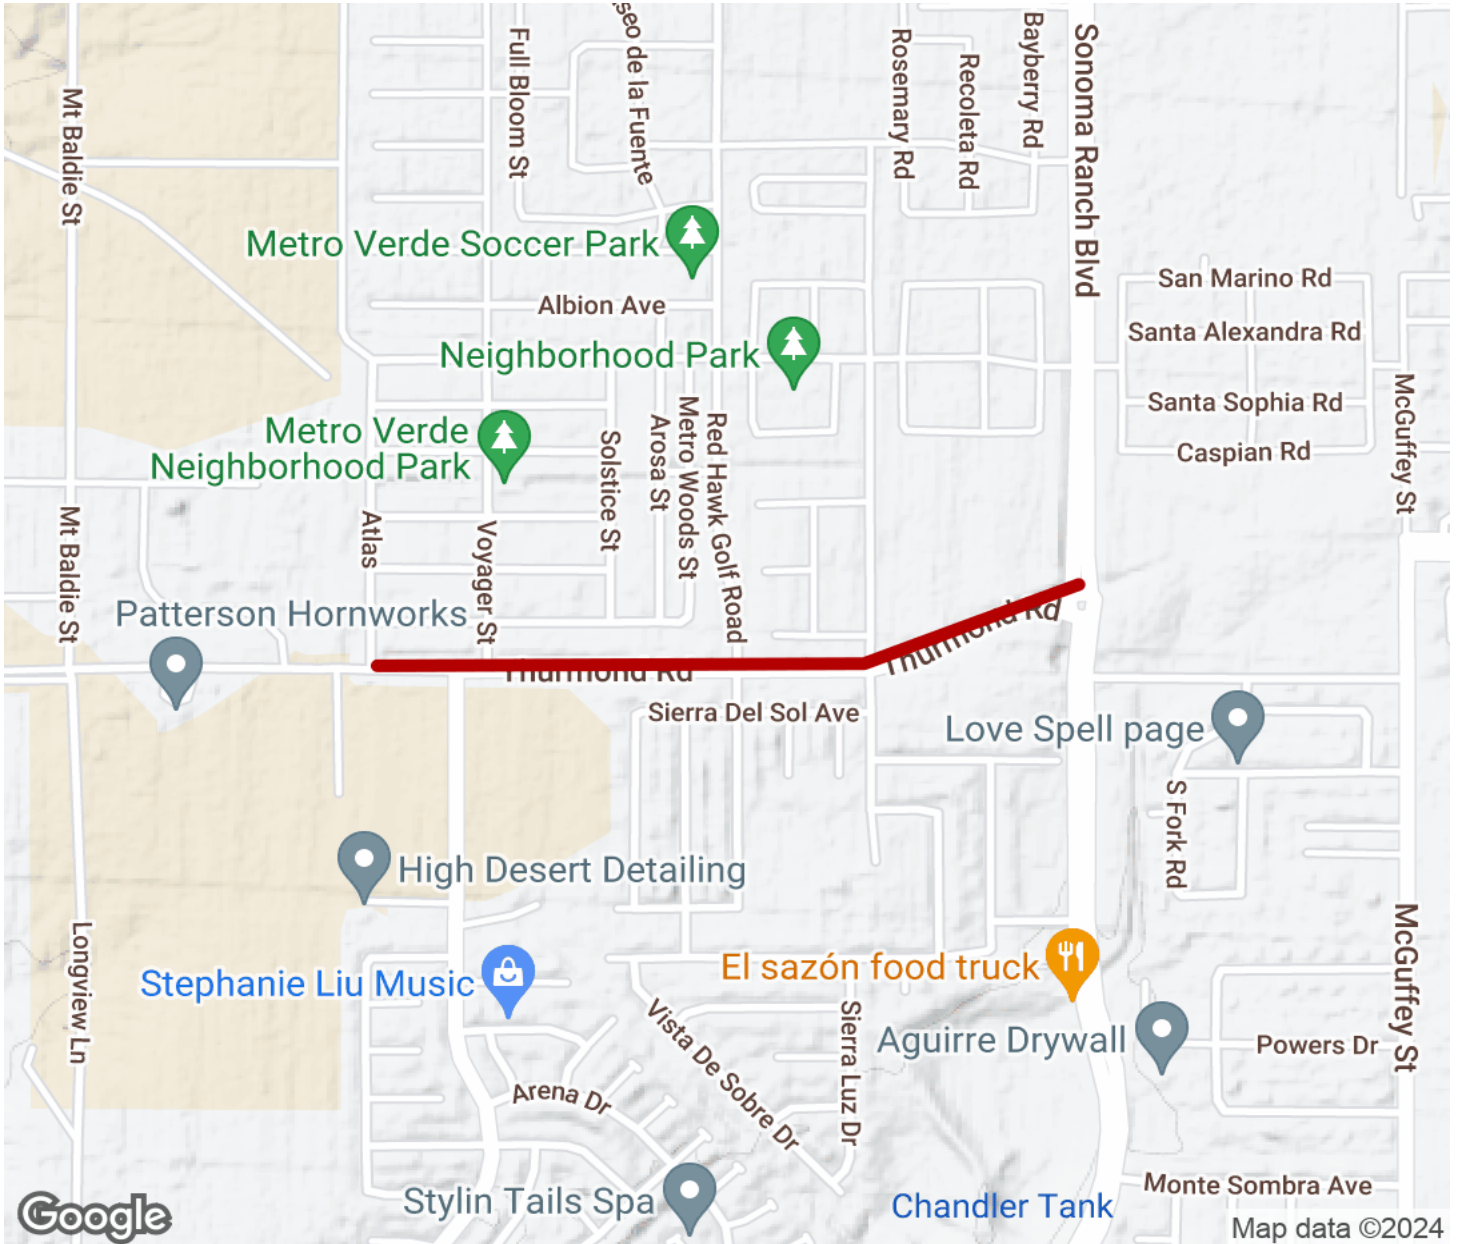 seo de la Fuente
Full Bloom St
Rosemary Rd
Recoleta Rd
Bayberry Rd
Sonoma Ranch Blvd
Mt Baldie St
Metro Verde Soccer Park
San Marino Rd
Albion Ave
Santa Alexandra Rd
Neighborhood Park
Santa Sophia Rd
McGuffey St
Metro Verde
Neighborhood Park
Caspian Rd
Solstice St
Arosa St
Metro Woods St
Red Hawk Golf Road
Mt Baldie St
Atlas
Voyager St
Patterson Hornworks
Thurmond Rd
Thurmond Rd
Sierra Del Sol Ave
Love Spell page
S Fork Rd
High Desert Detailing
Longview Ln
El sazón food truck
Stephanie Liu Music
McGuffey St
Vista De Sobre Dr
Sierra Luz Dr
Aguirre Drywall
Powers Dr
Arena Dr
Stylin Tails Spa
Chandler Tank
Monte Sombra Ave
Google
Map data ©2024